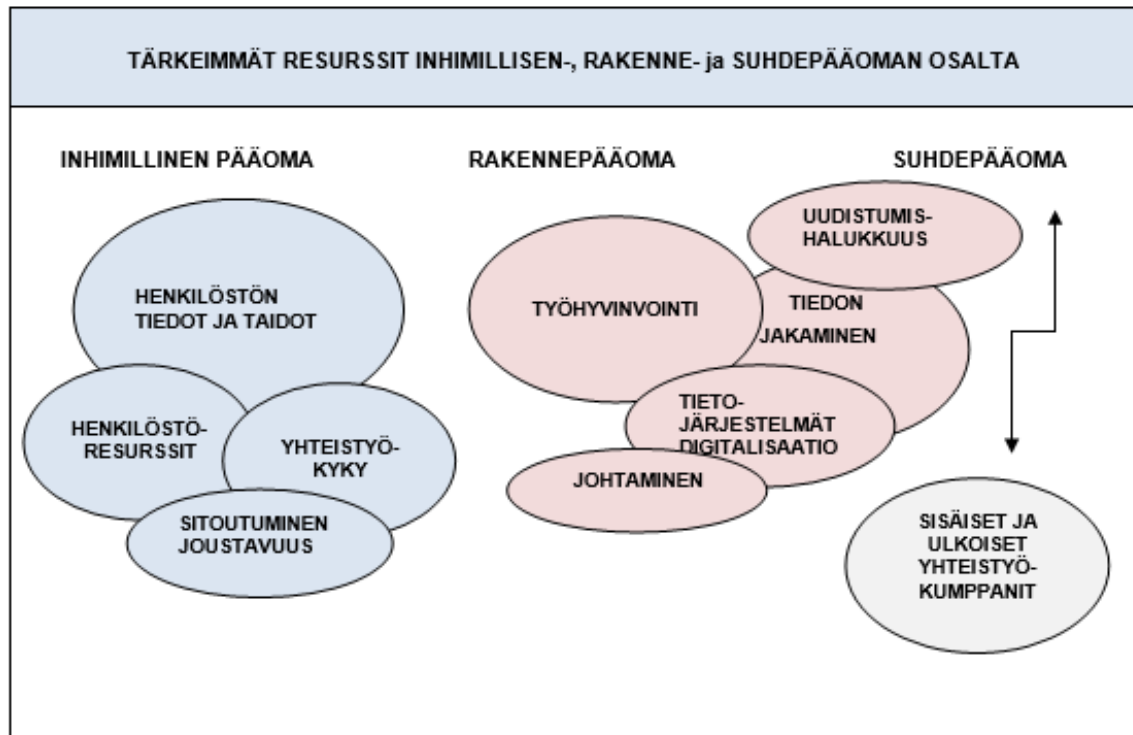 TÄRKEIMMÄT RESURSSIT INHIMILLISEN-, RAKENNE- ja SUHDEPÄÄOMAN OSALTA
INHIMILLINEN PÄÄOMA
RAKENNEPÄÄOMA
SUHDEPÄÄOMA
HENKILÖSTÖN
TIEDOT JA TAIDOT
HENKILÖSTÖ-
RESURSSIT
YHTEISTYÖ-
KYKY
SITOUTUMINEN
JOUSTAVUUS
TYÖHYVINVOINTI
UUDISTUMIS-
HALUKKUUS
TIEDON
JAKAMINEN
TIETO-
JÄRJESTELMÄT
DIGITALISAATIO
JOHTAMINEN
SISÄISET JA
ULKOISET
YHTEISTYÖ-
KUMPPANIT